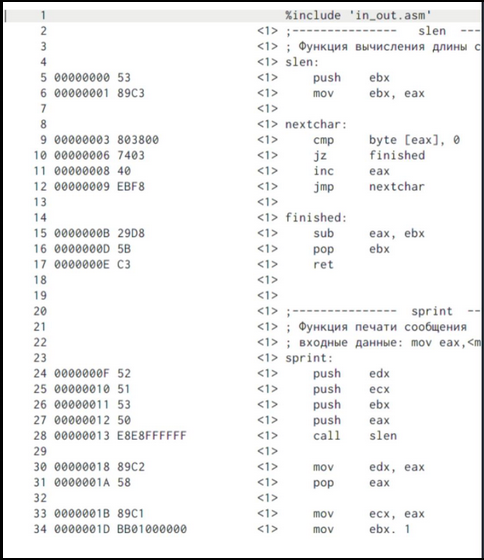 1 %include 'in_out.asm'
2 <1> ;--------------- slen ---
3 <1> ; Функция вычисления длины с
4 <1> slen:
5 00000000 53 <1> push ebx
6 00000001 89C3 <1> mov ebx, eax
7 <1>
8 <1> nextchar:
9 00000003 803800 <1> cmp byte [eax], 0
10 00000006 7403 <1> jz finished
11 00000008 40 <1> inc eax
12 00000009 EBF8 <1> jmp nextchar
13 <1>
14 <1> finished:
15 0000000B 29D8 <1> sub eax, ebx
16 0000000D 5B <1> pop ebx
17 0000000E C3 <1> ret
18 <1>
19 <1>
20 <1> ;--------------- sprint --
21 <1> ; Функция печати сообщения
22 <1> ; входные данные: mov eax,<m
23 <1> sprint:
24 0000000F 52 <1> push edx
25 00000010 51 <1> push ecx
26 00000011 53 <1> push ebx
27 00000012 50 <1> push eax
28 00000013 E8E8FFFFFF <1> call slen
29 <1>
30 00000018 89C2 <1> mov edx, eax
31 0000001A 58 <1> pop eax
32 <1>
33 0000001B 89C1 <1> mov ecx, eax
34 0000001D BB01000000 <1> mov ebx. 1